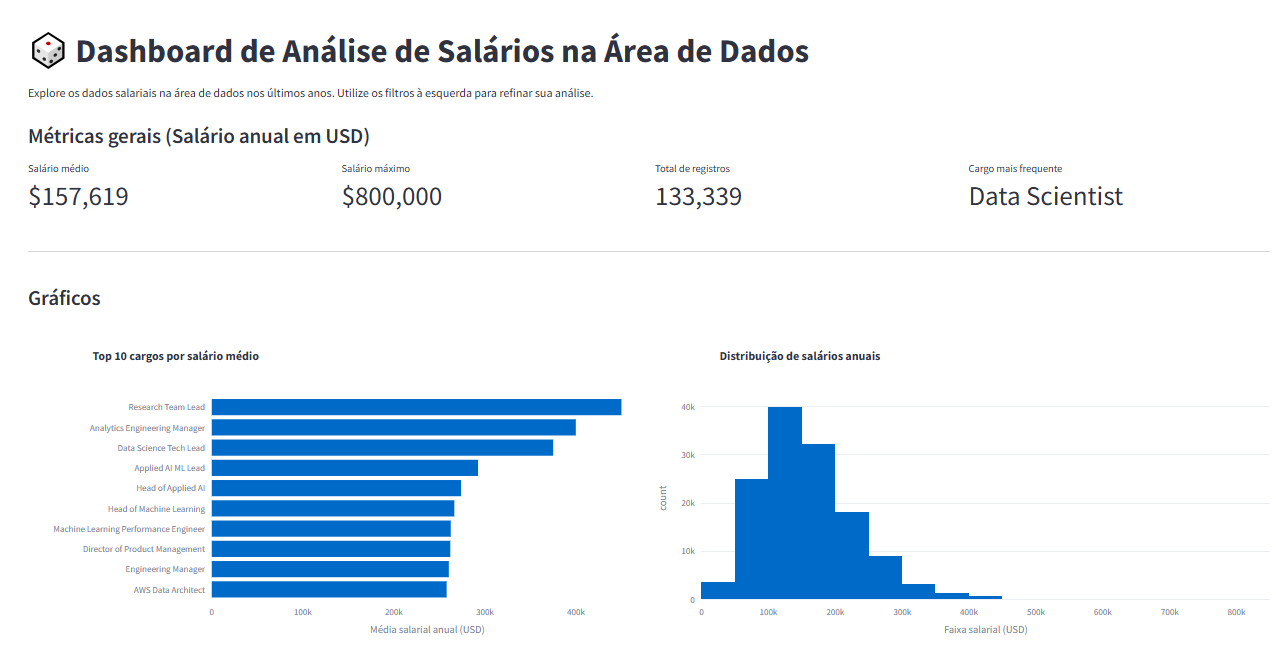 Dashboard de Análise de Salários na Área de Dados
Explore os dados salariais na área de dados nos últimos anos. Utilize os filtros à esquerda para refinar sua análise.
Métricas gerais (Salário anual em USD)
Salário médio
$157,619
Salário máximo
$800,000
Total de registros
133,339
Cargo mais frequente
Data Scientist
Gráficos
Top 10 cargos por salário médio
Research Team Lead
Analytics Engineering Manager
Data Science Tech Lead
Applied AI ML Lead
Head of Applied AI
Head of Machine Learning
Machine Learning Performance Engineer
Director of Product Management
Engineering Manager
AWS Data Architect
0 100k 200k 300k 400k
Média salarial anual (USD)
Distribuição de salários anuais
40k
30k
20k
10k
0
count
0 100k 200k 300k 400k 500k 600k 700k 800k
Faixa salarial (USD)